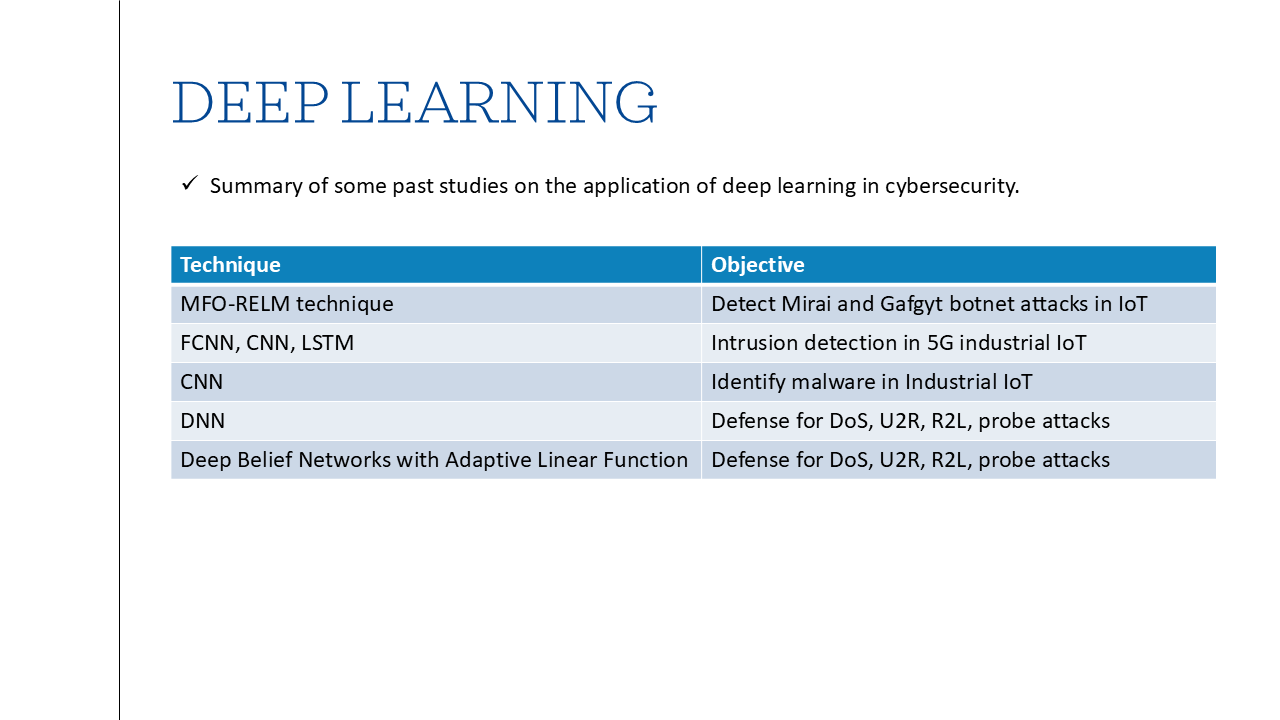 DEEP LEARNING
✓ Summary of some past studies on the application of deep learning in cybersecurity.
Technique Objective
MFO-RELM technique Detect Mirai and Gafgyt botnet attacks in IoT
FCNN, CNN, LSTM Intrusion detection in 5G industrial IoT
CNN Identify malware in Industrial IoT
DNN Defense for DoS, U2R, R2L, probe attacks
Deep Belief Networks with Adaptive Linear Function Defense for DoS, U2R, R2L, probe attacks